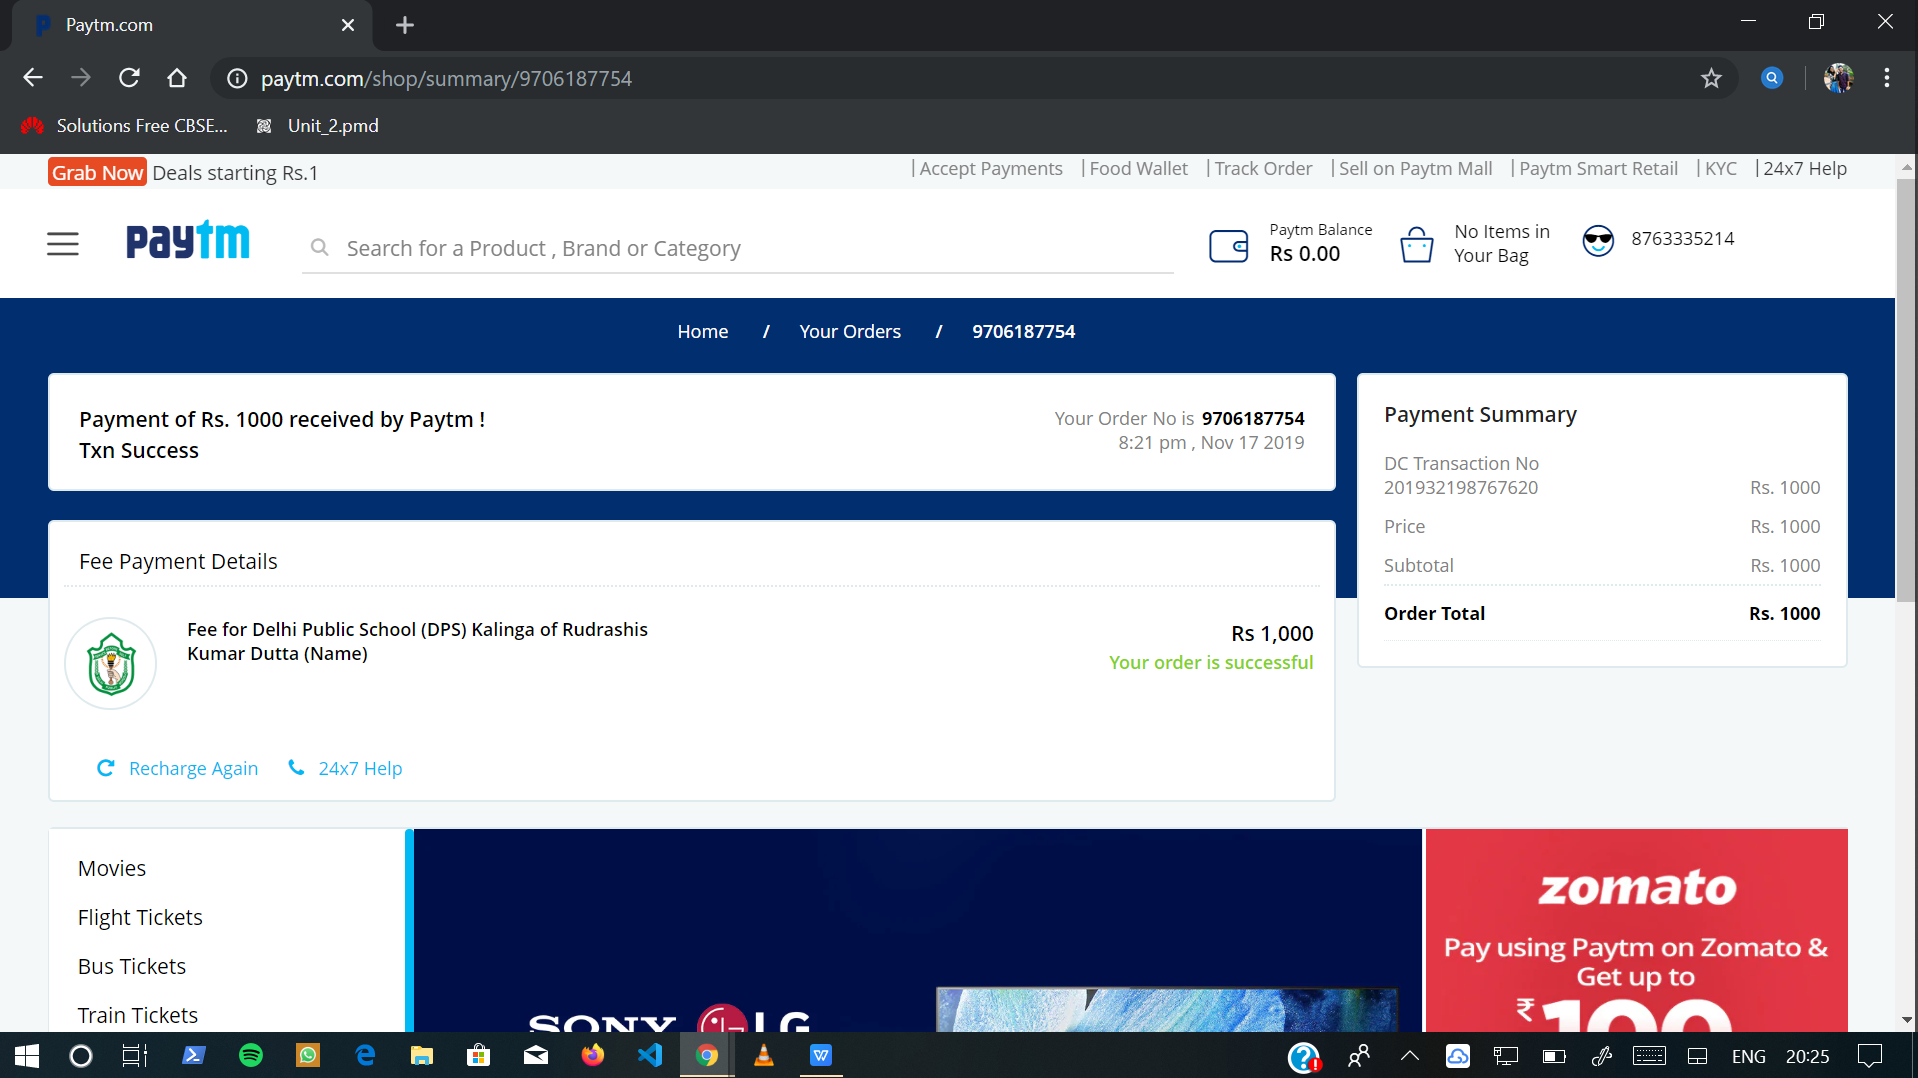 Paytm.com
paytm.com/shop/summary/9706187754
Solutions Free CBSE...
Unit_2.pmd
Grab Now Deals starting Rs.1
| Accept Payments | Food Wallet | Track Order | Sell on Paytm Mall | Paytm Smart Retail | KYC | 24x7 Help
paytm
Search for a Product , Brand or Category
Paytm Balance
Rs 0.00
No Items in
Your Bag
8763335214
Home / Your Orders / 9706187754
Payment of Rs. 1000 received by Paytm !
Txn Success
Your Order No is 9706187754
8:21 pm , Nov 17 2019
Fee Payment Details
Fee for Delhi Public School (DPS) Kalinga of Rudrashis
Kumar Dutta (Name)
Rs 1,000
Your order is successful
Recharge Again
24x7 Help
Payment Summary
DC Transaction No
201932198767620 Rs. 1000
Price Rs. 1000
Subtotal Rs. 1000
Order Total Rs. 1000
Movies
Flight Tickets
Bus Tickets
Train Tickets
SONY LG
zomato
Pay using Paytm on Zomato &
Get up to
₹100
ENG 20:25